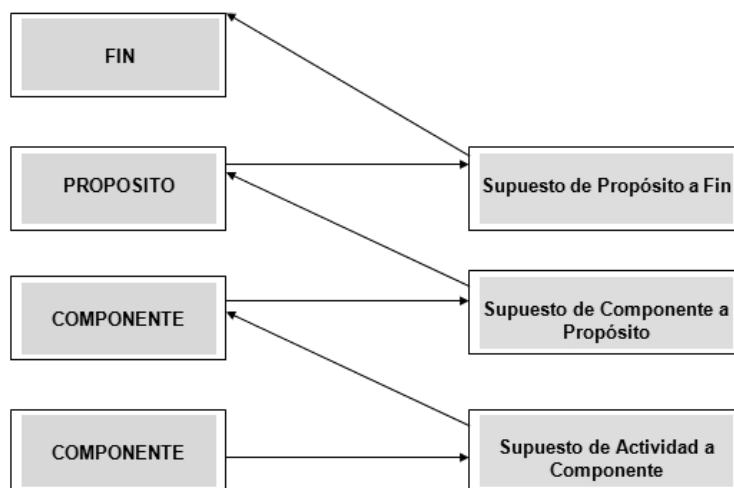 FIN
PROPOSITO
Supuesto de Propósito a Fin
COMPONENTE
Supuesto de Componente a
Propósito
COMPONENTE
Supuesto de Actividad a
Componente